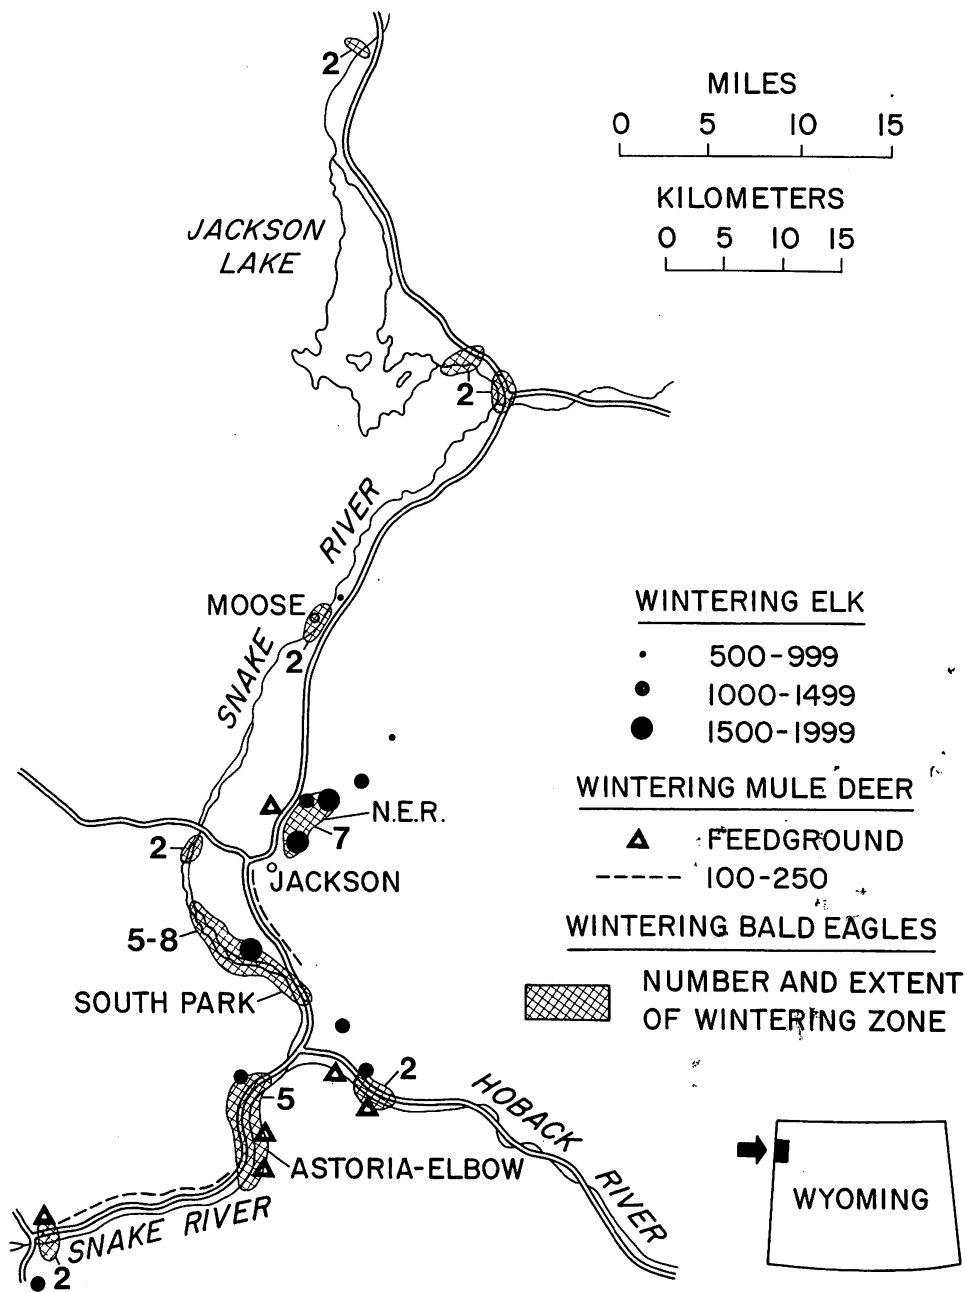 2
MILES
0 5 10 15
KILOMETERS
0 5 10 15
JACKSON
LAKE
2
RIVER
MOOSE
2
SNAKE
WINTERING ELK
500-999
1000-1499
1500-1999
WINTERING MULE DEER
FEEDGROUND
100-250
WINTERING BALD EAGLES
NUMBER AND EXTENT
OF WINTERING ZONE
N.E.R.
7
2
JACKSON
5-8
SOUTH PARK
2
5
HOBACK
RIVER
ASTORIA-ELBOW
SNAKE RIVER
2
WYOMING